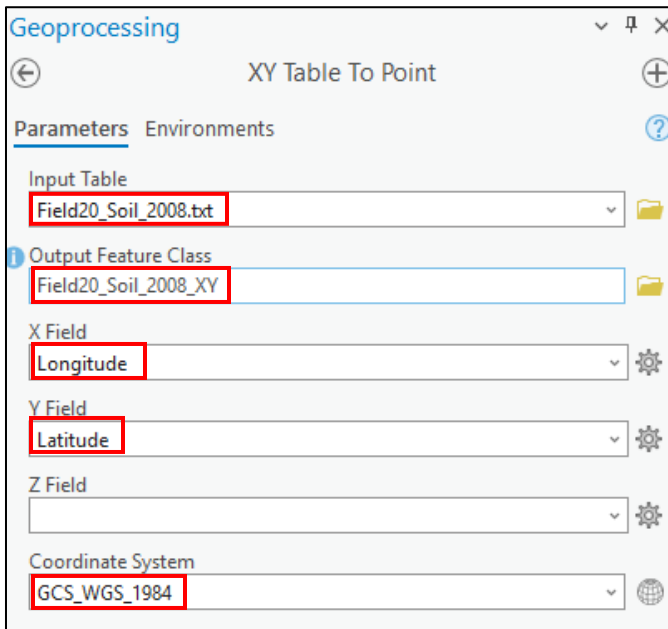 Geoprocessing
XY Table To Point
Parameters Environments
Input Table
Field20_Soil_2008.txt
Output Feature Class
Field20_Soil_2008_XY
X Field
Longitude
Y Field
Latitude
Z Field
Coordinate System
GCS_WGS_1984